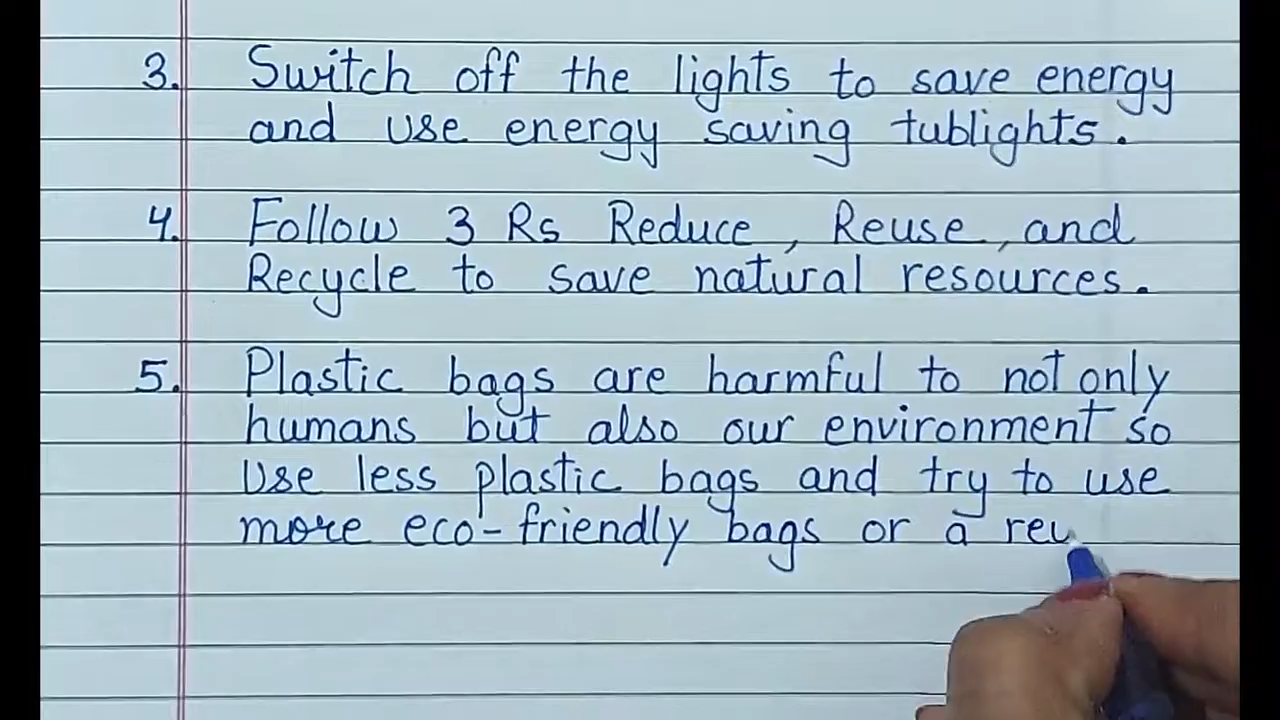 3. Switch off the lights to save energy
and use energy saving tublights.
4. Follow 3 Rs Reduce, Reuse, and
Recycle to save natural resources.
5. Plastic bags are harmful to not only
humans but also our environment so
use less plastic bags and try to use
more eco-friendly bags or a reu